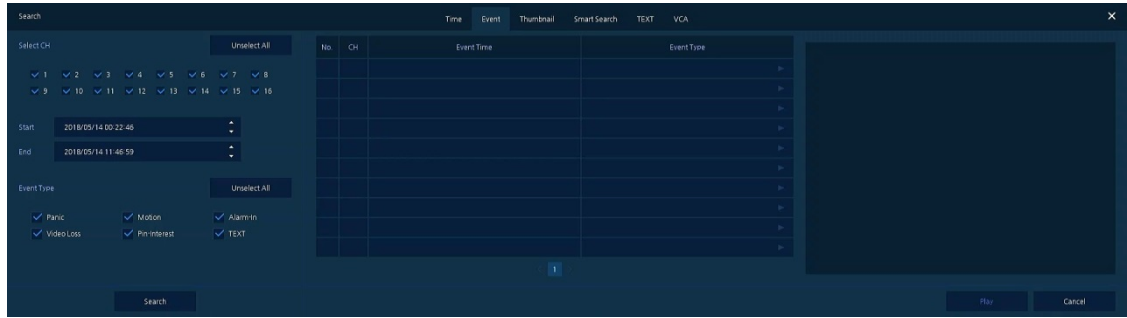 Search Time Event Thumbnail Smart Search TEXT VCA
Select CH Unselect All
No. CH Event Time Event Type
1 2 3 4 5 6 7 8
9 10 11 12 13 14 15 16
Start 2018/05/14 00:22:46
End 2018/05/14 11:46:59
Event Type Unselect All
Panic Motion Alarm-In
Video Loss Pin-Interest TEXT
1
Search Play Cancel